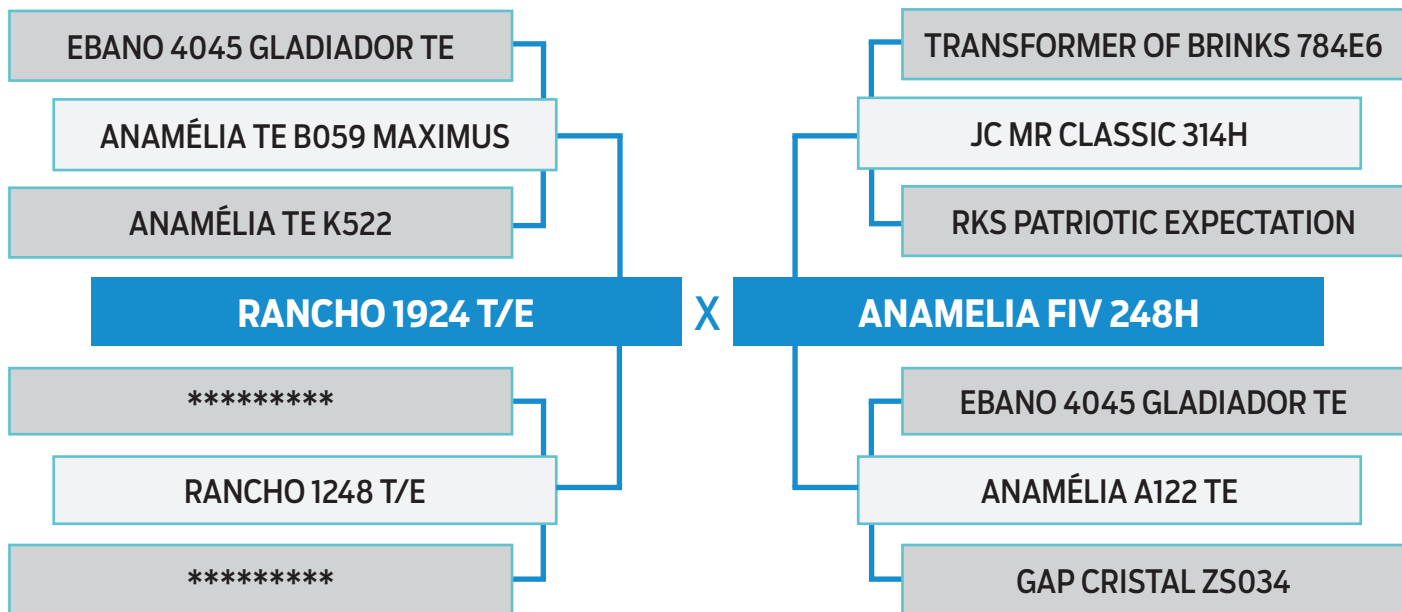 EBANO 4045 GLADIADOR TE
ANAMÉLIA TE B059 MAXIMUS
ANAMÉLIA TE K522
RANCHO 1924 T/E
*********
RANCHO 1248 T/E
*********
X
TRANSFORMER OF BRINKS 784E6
JC MR CLASSIC 314H
RKS PATRIOTIC EXPECTATION
ANAMELIA FIV 248H
EBANO 4045 GLADIADOR TE
ANAMÉLIA A122 TE
GAP CRISTAL ZS034